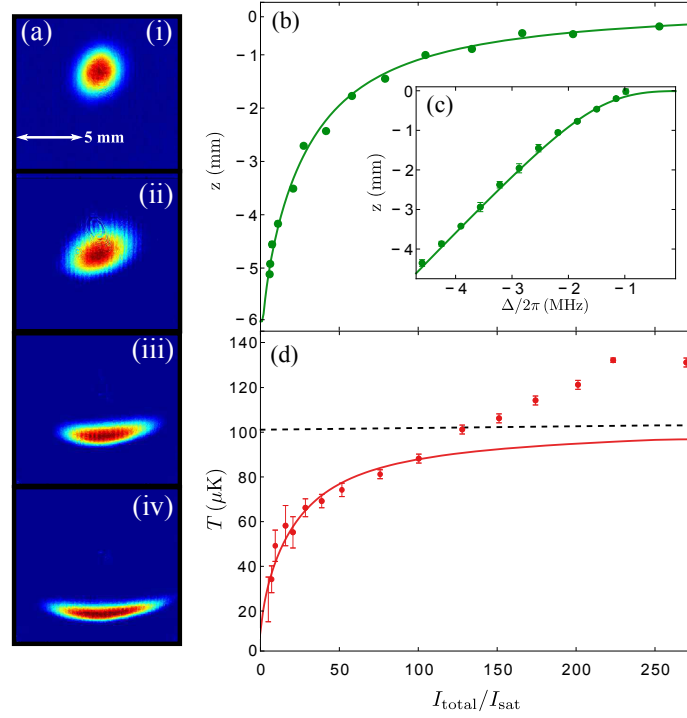 (a)
(i)
5 mm
(ii)
(iii)
(iv)
(b)
0
− 1
− 2
− 3
− 4
− 5
− 6
z (mm)
(c)
0
− 1
− 2
− 3
− 4
z (mm)
− 4
− 3
− 2
− 1
Δ/2π (MHz)
(d)
140
120
100
80
60
40
20
0
T (μK)
0
50
100
150
200
250
I_total/I_sat